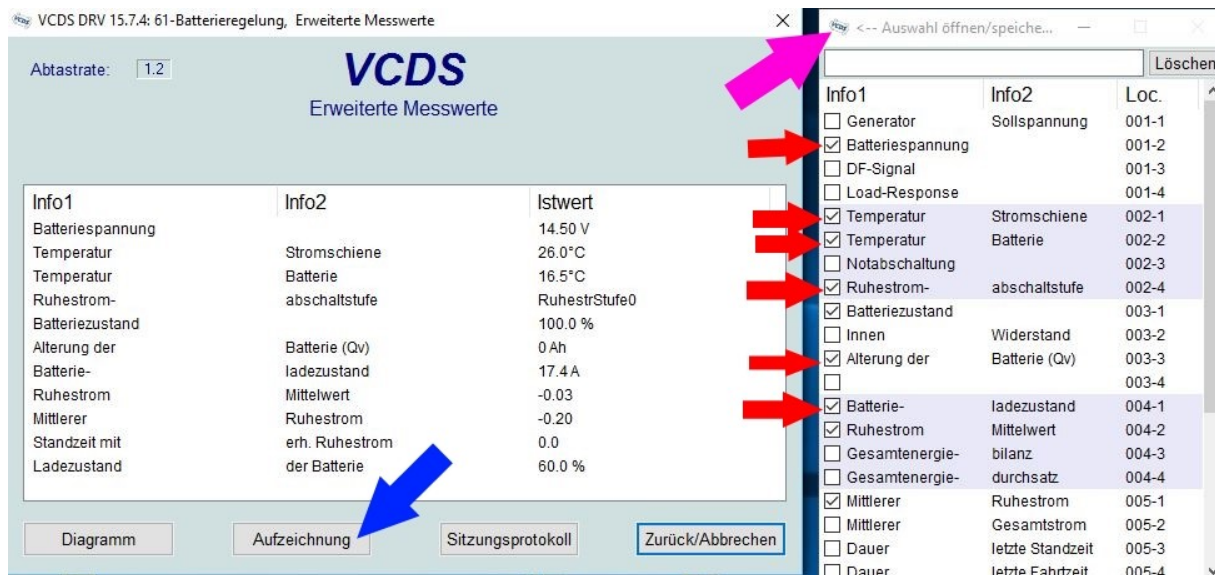 VCDS DRV 15.7.4: 61-Batterieregelung, Erweiterte Messwerte
Abtastrate: 1.2
VCDS
Erweiterte Messwerte
Info1 Info2 Istwert
Batteriespannung 14.50 V
Temperatur Stromschiene 26.0°C
Temperatur Batterie 16.5°C
Ruhestrom- abschaltstufe RuhestrStufe0
Batteriezustand 100.0 %
Alterung der Batterie (Qv) 0 Ah
Batterie- ladezustand 17.4 A
Ruhestrom Mittelwert -0.03
Mittlerer Ruhestrom -0.20
Standzeit mit erh. Ruhestrom 0.0
Ladezustand der Batterie 60.0 %
Diagramm Aufzeichnung Sitzungsprotokoll Zurück/Abbrechen
<-- Auswahl öffnen/speiche...
Löschen
Info1 Info2 Loc.
Generator Sollspannung 001-1
Batteriespannung 001-2
DF-Signal 001-3
Load-Response 001-4
Temperatur Stromschiene 002-1
Temperatur Batterie 002-2
Notabschaltung 002-3
Ruhestrom- abschaltstufe 002-4
Batteriezustand 003-1
Innen Widerstand 003-2
Alterung der Batterie (Qv) 003-3
003-4
Batterie- ladezustand 004-1
Ruhestrom Mittelwert 004-2
Gesamtenergie- bilanz 004-3
Gesamtenergie- durchsatz 004-4
Mittlerer Ruhestrom 005-1
Mittlerer Gesamtstrom 005-2
Dauer letzte Standzeit 005-3
Dauer letzte Fahrtzeit 005-4